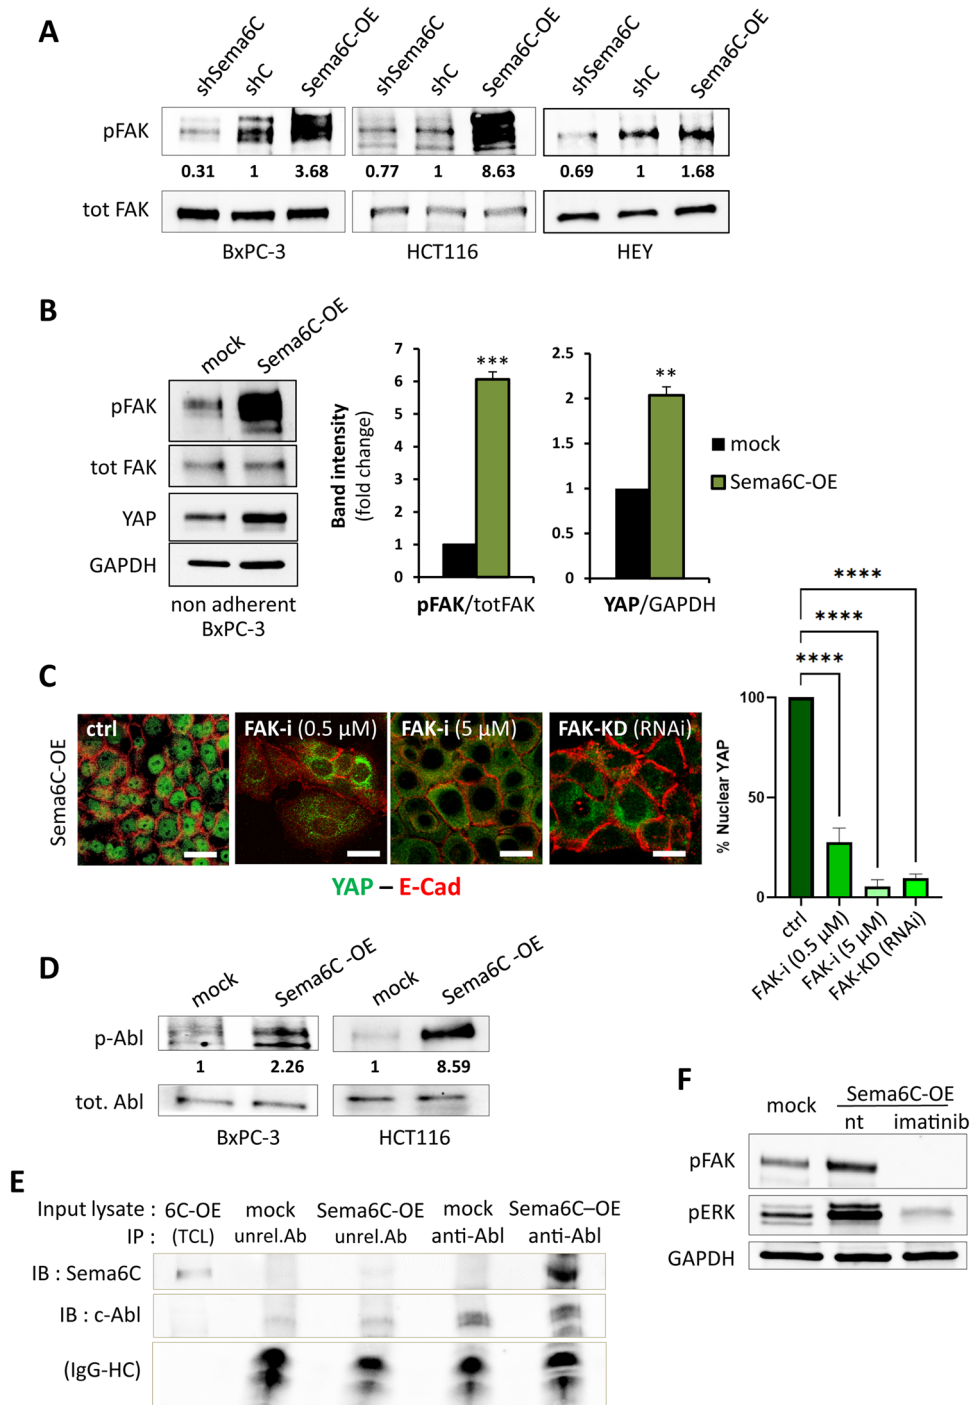 A
shSema6C shC Sema6C-OE shSema6C shC Sema6C-OE shSema6C shC Sema6C-OE
pFAK
0.31 1 3.68 0.77 1 8.63 0.69 1 1.68
tot FAK
BxPC-3 HCT116 HEY
B
mock Sema6C-OE
pFAK
tot FAK
YAP
GAPDH
non adherent
BxPC-3
Band intensity
(fold change)
7
6
5
4
3
2
1
0
***
pFAK/totFAK
2.5
2
1.5
1
0.5
0
**
YAP/GAPDH
mock
Sema6C-OE
C
Sema6C-OE
ctrl
FAK-i (0.5 µM)
FAK-i (5 µM)
FAK-KD (RNAi)
YAP – E-Cad
****
****
****
% Nuclear YAP
100
50
0
ctrl
FAK-i (0.5 µM)
FAK-i (5 µM)
FAK-KD (RNAi)
D
mock Sema6C -OE mock Sema6C -OE
p-Abl
1 2.26 1 8.59
tot. Abl
BxPC-3 HCT116
E
Input lysate : 6C-OE mock Sema6C-OE mock Sema6C–OE
IP : (TCL) unrel.Ab unrel.Ab anti-Abl anti-Abl
IB : Sema6C
IB : c-Abl
(IgG-HC)
F
mock Sema6C-OE
nt imatinib
pFAK
pERK
GAPDH